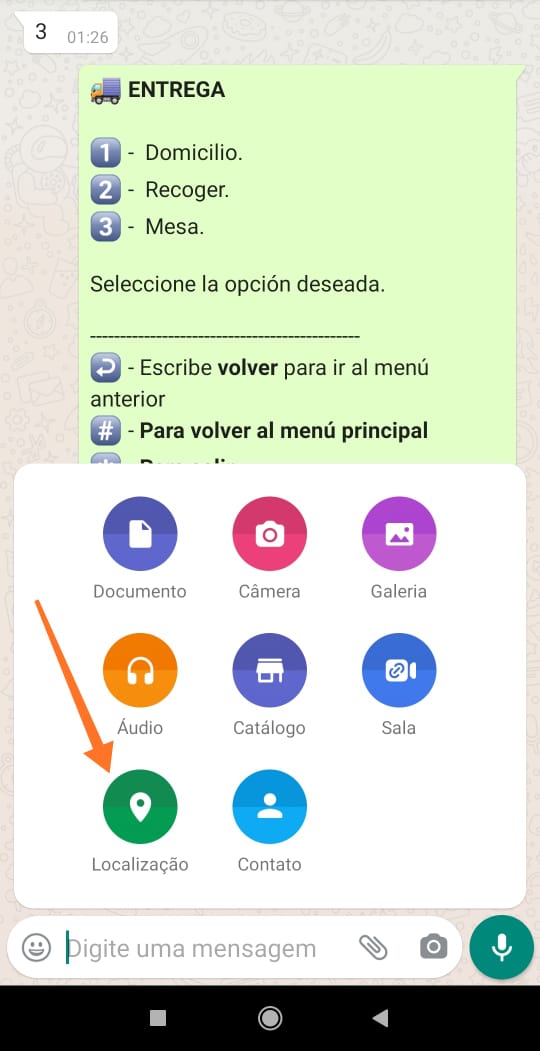 3 01:26
🚚 ENTREGA
1️⃣ - Domicilio.
2️⃣ - Recoger.
3️⃣ - Mesa.
Seleccione la opción deseada.
---------------------------------------------
↩️ - Escribe volver para ir al menú
anterior
#️⃣ - Para volver al menú principal
Documento Câmera Galeria
Áudio Catálogo Sala
Localização Contato
Digite uma mensagem